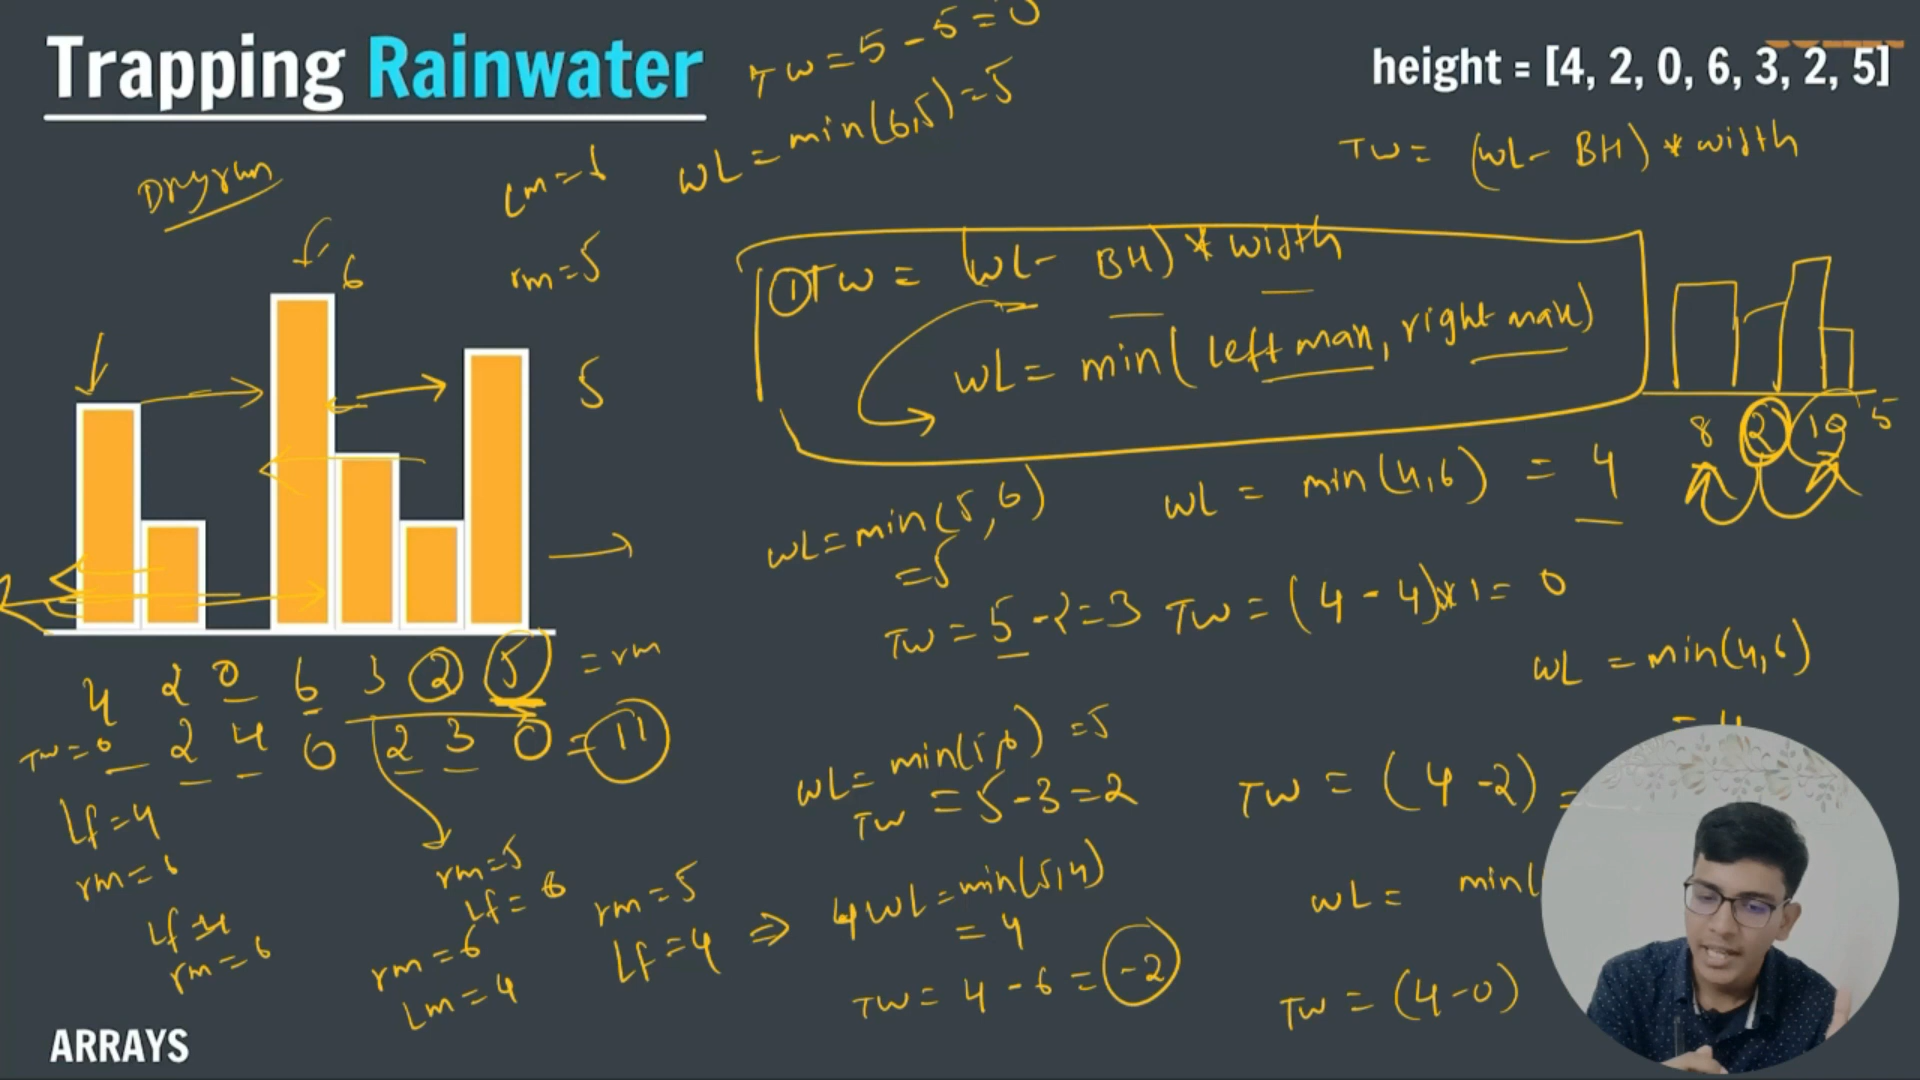 Trapping Rainwater
height = [4, 2, 0, 6, 3, 2, 5]
TW = 5 - 5 = 0
WL = min(6,5) = 5
TW = (WL - BH) * width
Dryrun
rm = 5
6
5
① TW = (WL - BH) * width
WL = min(left max, right max)
8 2 10 5
WL = min(5,6)
= 5
WL = min(4,6) = 4
TW = 5 - 2 = 3
TW = (4 - 4) * 1 = 0
WL = min(4,6)
= 4
4 2 0 6 3 2 5 = rm
TW = 0 2 4 0 2 3 0 = 11
Lf = 4
rm = 6
rm = 6
rm = 5
Lf = 6
rm = 6
Lm = 4
rm = 5
Lf = 4 ⇒
= 5
TW = 5 - 3 = 2
WL = min(5,4)
= 4
TW = 4 - 6 = -2
TW = (4 - 2) =
WL = min(
TW = (4 - 0)
ARRAYS